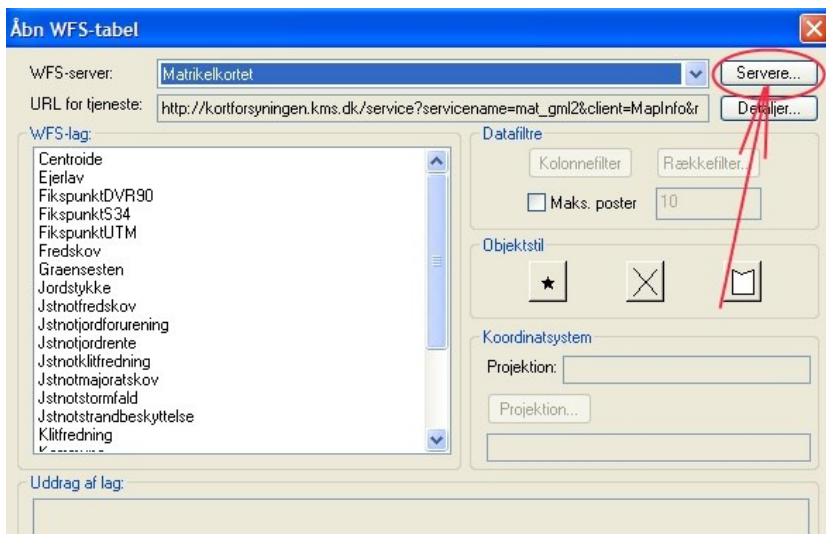 Åbn WFS-tabel
WFS-server:
Matrikelkortet
Servere...
URL for tjeneste:
http://kortforsyningen.kms.dk/service?servicename=mat_gml2&client=MapInfo&r
Detaljer...
WFS-lag:
Centroide
Ejerlav
FikspunktDVR90
FikspunktS34
FikspunktUTM
Fredskov
Graensesten
Jordstykke
Jstnotfredskov
Jstnotjordforurening
Jstnotjordrente
Jstnotklitfredning
Jstnotmajoratskov
Jstnotstormfald
Jstnotstrandbeskyttelse
Klitfredning
Datafiltre
Kolonnefilter
Rækkefilter...
Maks. poster
10
Objektstil
Koordinatsystem
Projektion:
Projektion...
Uddrag af lag: